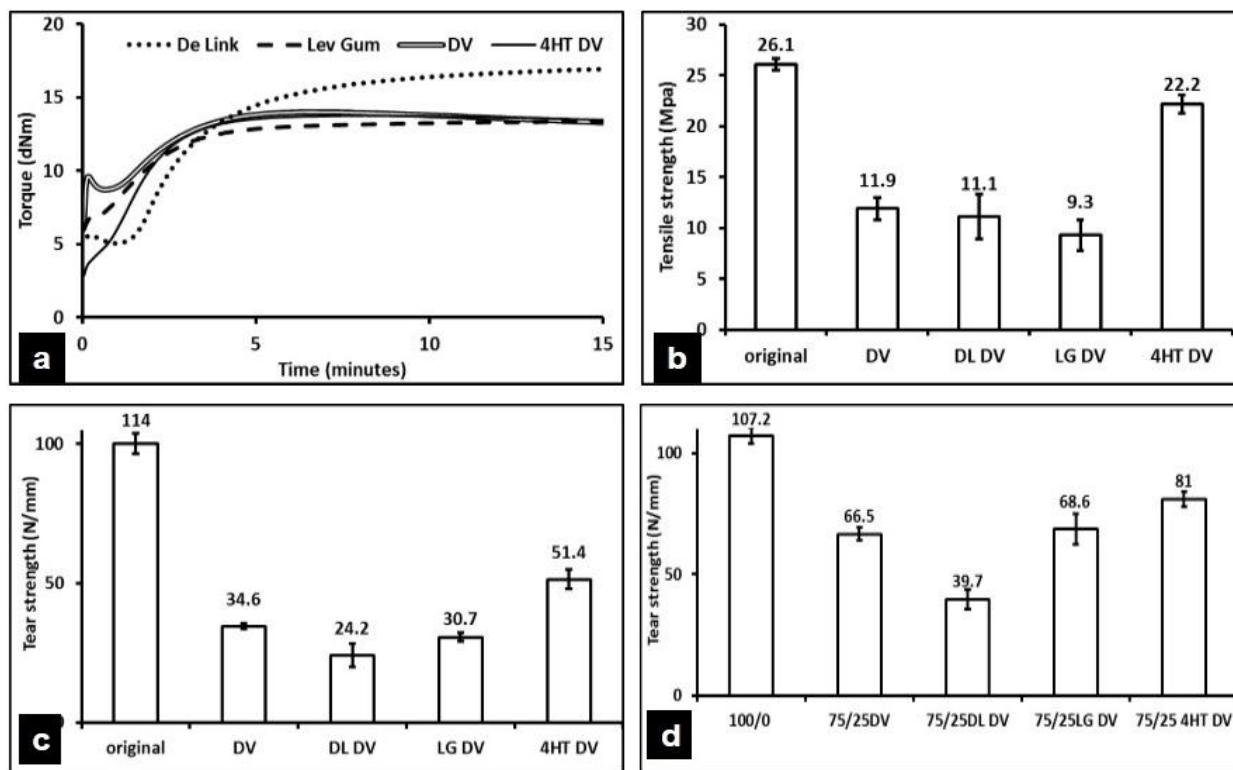 20
15
10
5
0
Torque (dNm)
De Link
Lev Gum
DV
4HT DV
0
5
10
15
Time (minutes)
a
30
25
20
15
10
5
0
Tensile strength (Mpa)
26.1
11.9
11.1
9.3
22.2
original
DV
DL DV
LG DV
4HT DV
b
100
50
Tear strength (N/mm)
114
34.6
24.2
30.7
51.4
original
DV
DL DV
LG DV
4HT DV
c
100
50
0
Tear strength (N/mm)
107.2
66.5
39.7
68.6
81
100/0
75/25DV
75/25DL DV
75/25LG DV
75/25 4HT DV
d